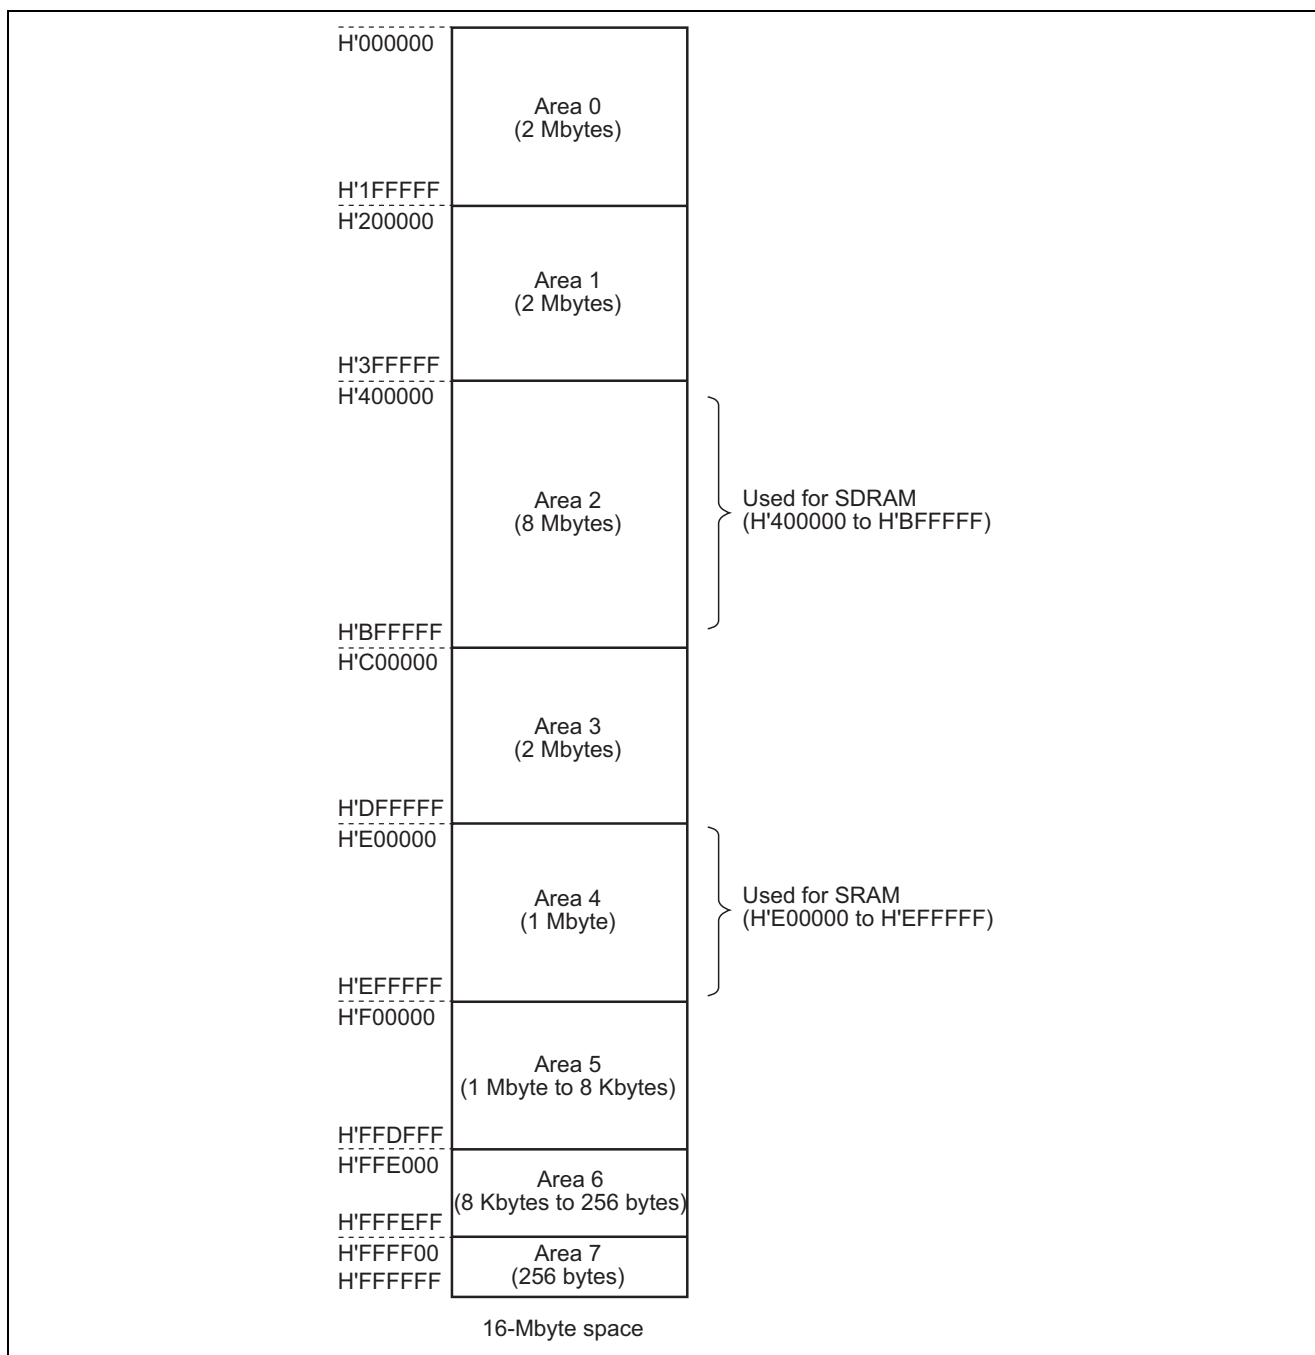 H'000000
Area 0
(2 Mbytes)
H'1FFFFF
H'200000
Area 1
(2 Mbytes)
H'3FFFFF
H'400000
Area 2
(8 Mbytes)
Used for SDRAM
(H'400000 to H'BFFFFF)
H'BFFFFF
H'C00000
Area 3
(2 Mbytes)
H'DFFFFF
H'E00000
Area 4
(1 Mbyte)
Used for SRAM
(H'E00000 to H'EFFFFF)
H'EFFFFF
H'F00000
Area 5
(1 Mbyte to 8 Kbytes)
H'FFDFFF
H'FFE000
Area 6
(8 Kbytes to 256 bytes)
H'FFFEFF
H'FFFF00
Area 7
(256 bytes)
H'FFFFFF
16-Mbyte space